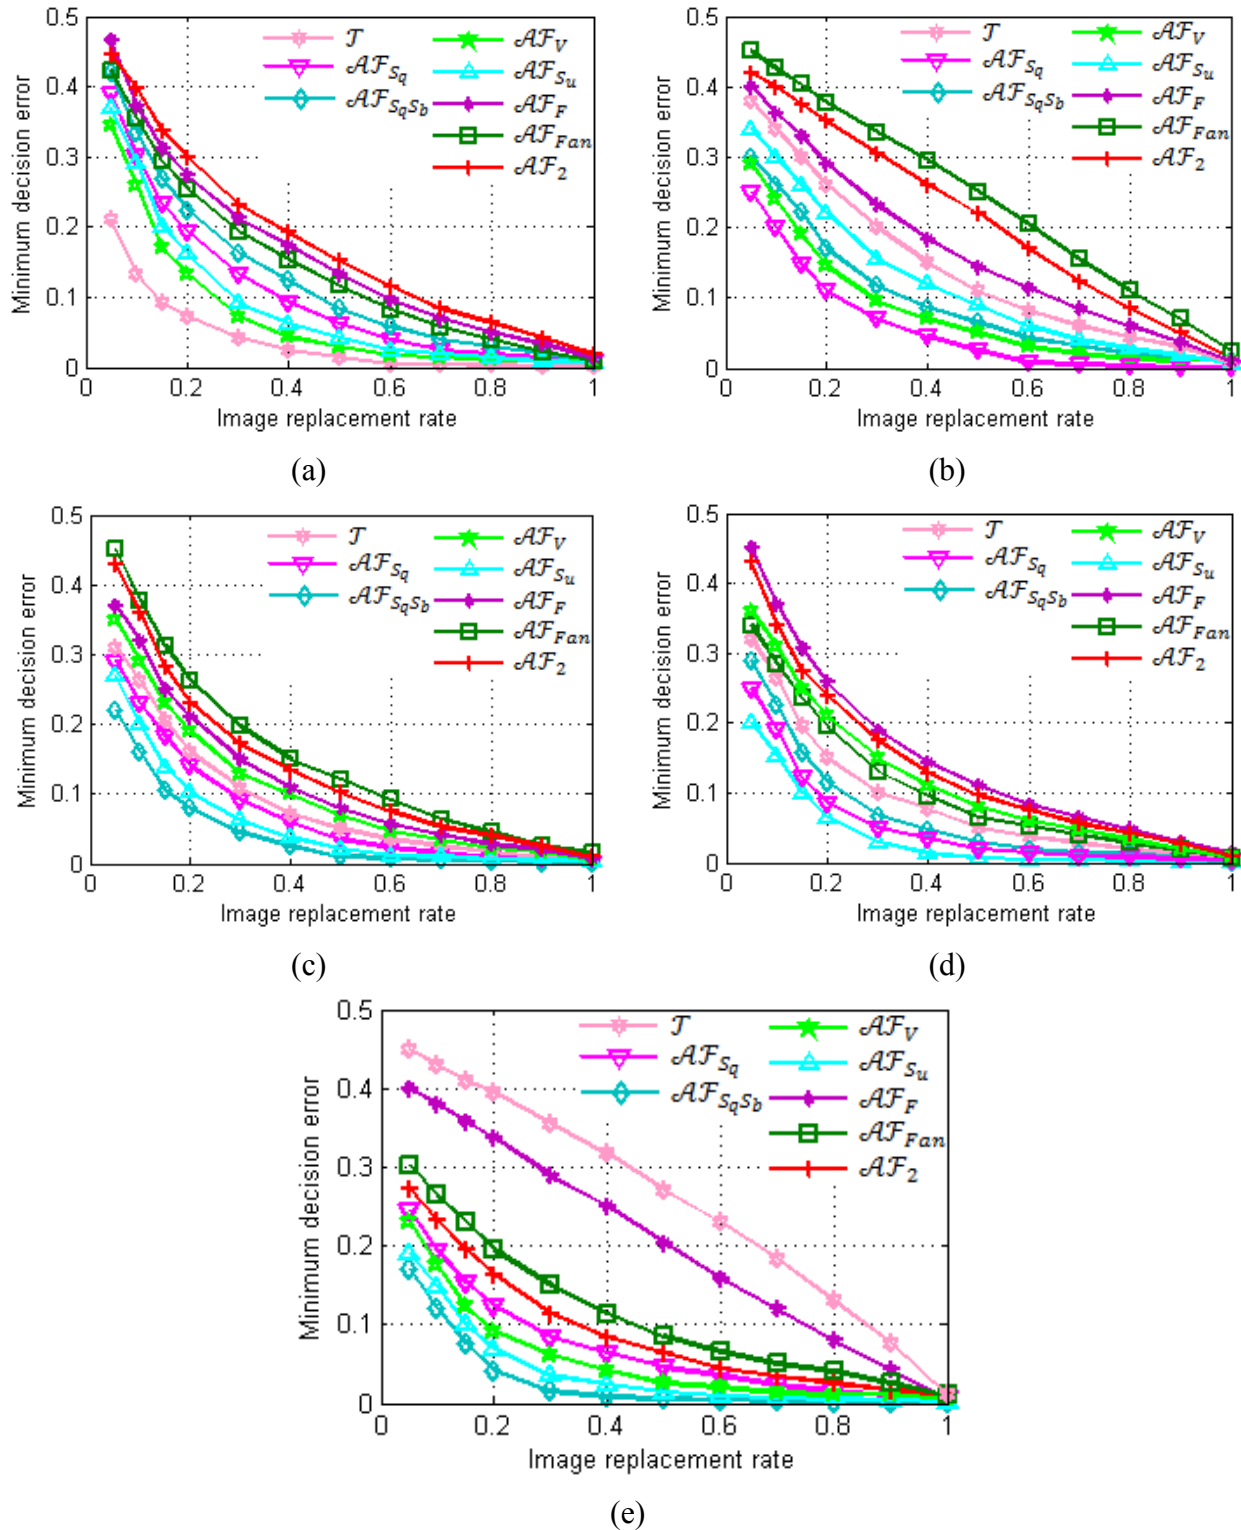 Minimum decision error
0.5
0.4
0.3
0.2
0.1
0
0 0.2 0.4 0.6 0.8 1
Image replacement rate
𝒯
𝒜ℱ_Sq
𝒜ℱ_SqSb
𝒜ℱ_V
𝒜ℱ_Su
𝒜ℱ_F
𝒜ℱ_Fan
𝒜ℱ_2
(a)
Minimum decision error
0.5
0.4
0.3
0.2
0.1
0
0 0.2 0.4 0.6 0.8 1
Image replacement rate
𝒯
𝒜ℱ_Sq
𝒜ℱ_SqSb
𝒜ℱ_V
𝒜ℱ_Su
𝒜ℱ_F
𝒜ℱ_Fan
𝒜ℱ_2
(b)
Minimum decision error
0.5
0.4
0.3
0.2
0.1
0
0 0.2 0.4 0.6 0.8 1
Image replacement rate
𝒯
𝒜ℱ_Sq
𝒜ℱ_SqSb
𝒜ℱ_V
𝒜ℱ_Su
𝒜ℱ_F
𝒜ℱ_Fan
𝒜ℱ_2
(c)
Minimum decision error
0.5
0.4
0.3
0.2
0.1
0
0 0.2 0.4 0.6 0.8 1
Image replacement rate
𝒯
𝒜ℱ_Sq
𝒜ℱ_SqSb
𝒜ℱ_V
𝒜ℱ_Su
𝒜ℱ_F
𝒜ℱ_Fan
𝒜ℱ_2
(d)
Minimum decision error
0.5
0.4
0.3
0.2
0.1
0
0 0.2 0.4 0.6 0.8 1
Image replacement rate
𝒯
𝒜ℱ_Sq
𝒜ℱ_SqSb
𝒜ℱ_V
𝒜ℱ_Su
𝒜ℱ_F
𝒜ℱ_Fan
𝒜ℱ_2
(e)